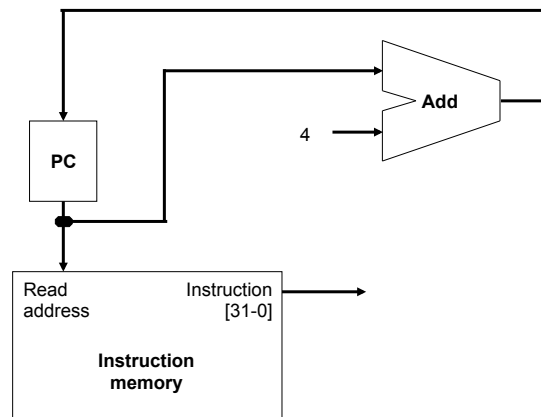 Add
4
PC
Read
address
Instruction
[31-0]
Instruction
memory